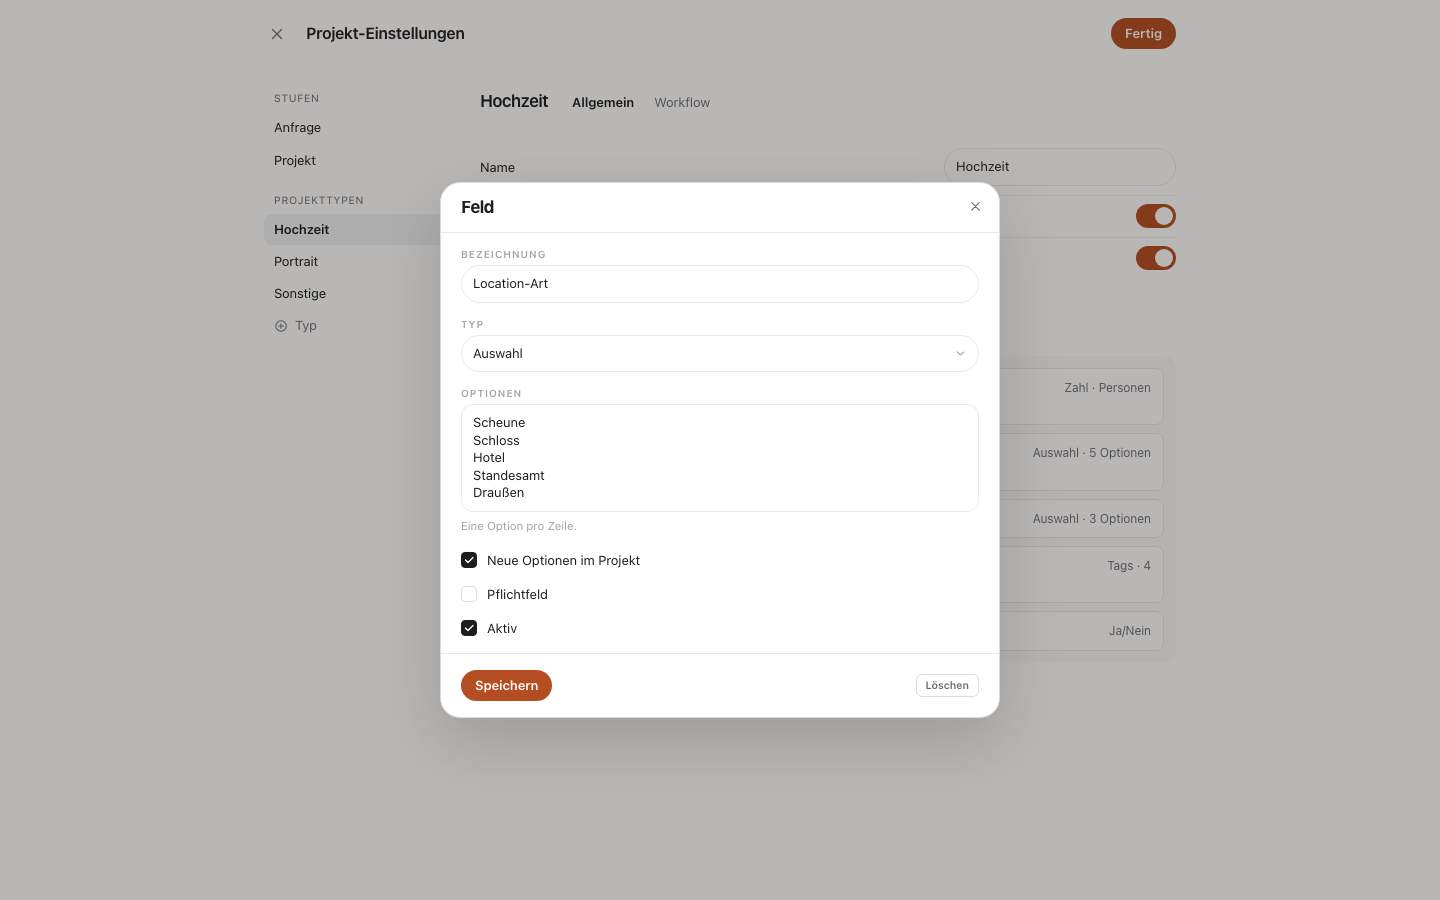 Projekt-Einstellungen
Fertig
STUFEN
Anfrage
Projekt
PROJEKTTYPEN
Hochzeit
Portrait
Sonstige
Typ
Hochzeit
Allgemein
Workflow
Name
Hochzeit
Zahl · Personen
Auswahl · 5 Optionen
Auswahl · 3 Optionen
Tags · 4
Ja/Nein
Feld
BEZEICHNUNG
Location-Art
TYP
Auswahl
OPTIONEN
Scheune
Schloss
Hotel
Standesamt
Draußen
Eine Option pro Zeile.
Neue Optionen im Projekt
Pflichtfeld
Aktiv
Speichern
Löschen